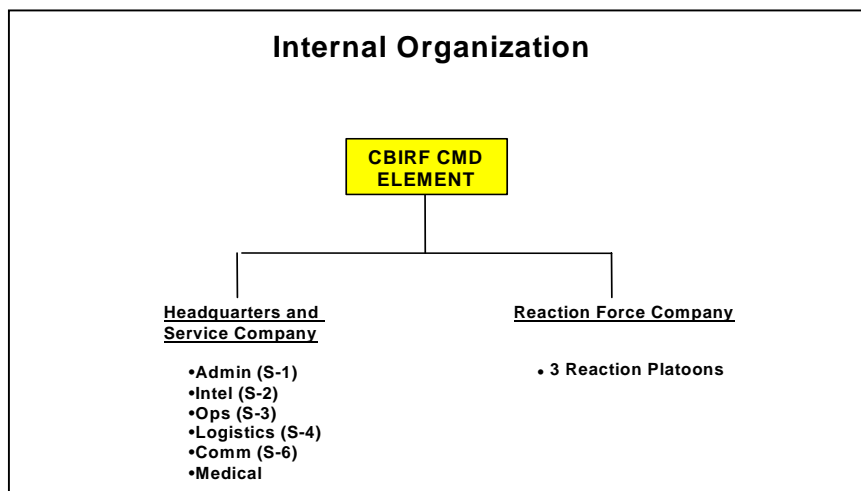 Internal Organization
CBIRF CMD
ELEMENT
Headquarters and
Service Company
•Admin (S-1)
•Intel (S-2)
•Ops (S-3)
•Logistics (S-4)
•Comm (S-6)
•Medical
Reaction Force Company
• 3 Reaction Platoons